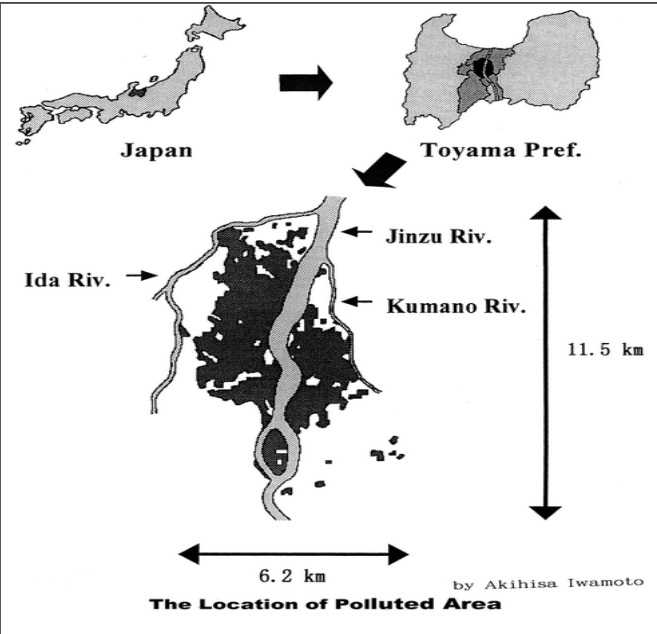 Japan
Toyama Pref.
Jinzu Riv.
Ida Riv.
Kumano Riv.
11.5 km
6.2 km
by Akihisa Iwamoto
The Location of Polluted Area